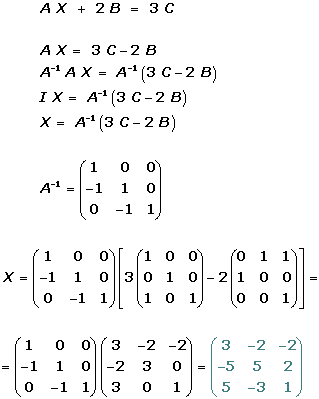 A X + 2 B = 3 C
A X = 3 C − 2 B
A⁻¹ A X = A⁻¹ (3 C − 2 B)
I X = A⁻¹ (3 C − 2 B)
X = A⁻¹ (3 C − 2 B)
A⁻¹ = (1 0 0
−1 1 0
0 −1 1)
X = (1 0 0
−1 1 0
0 −1 1) [3 (1 0 0
0 1 0
1 0 1) − 2 (0 1 1
1 0 0
0 0 1)] =
= (1 0 0
−1 1 0
0 −1 1) (3 −2 −2
−2 3 0
3 0 1) = (3 −2 −2
−5 5 2
5 −3 1)